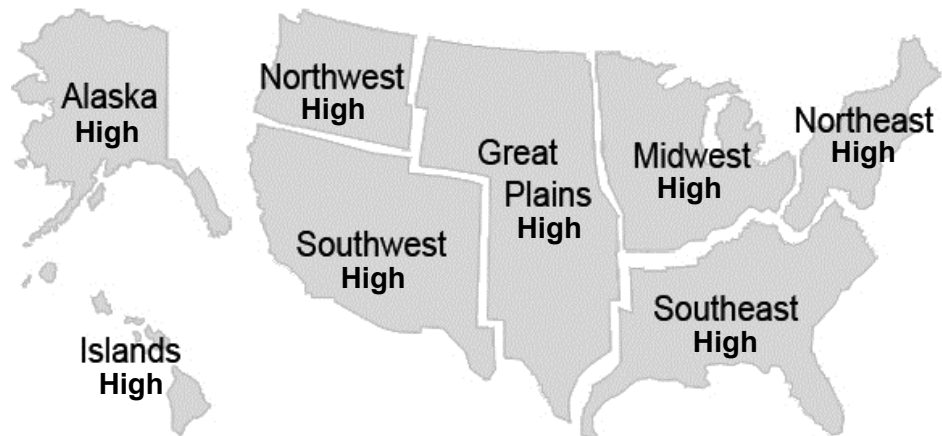 Alaska
High
Northwest
High
Great
Plains
High
Midwest
High
Northeast
High
Southwest
High
Southeast
High
Islands
High